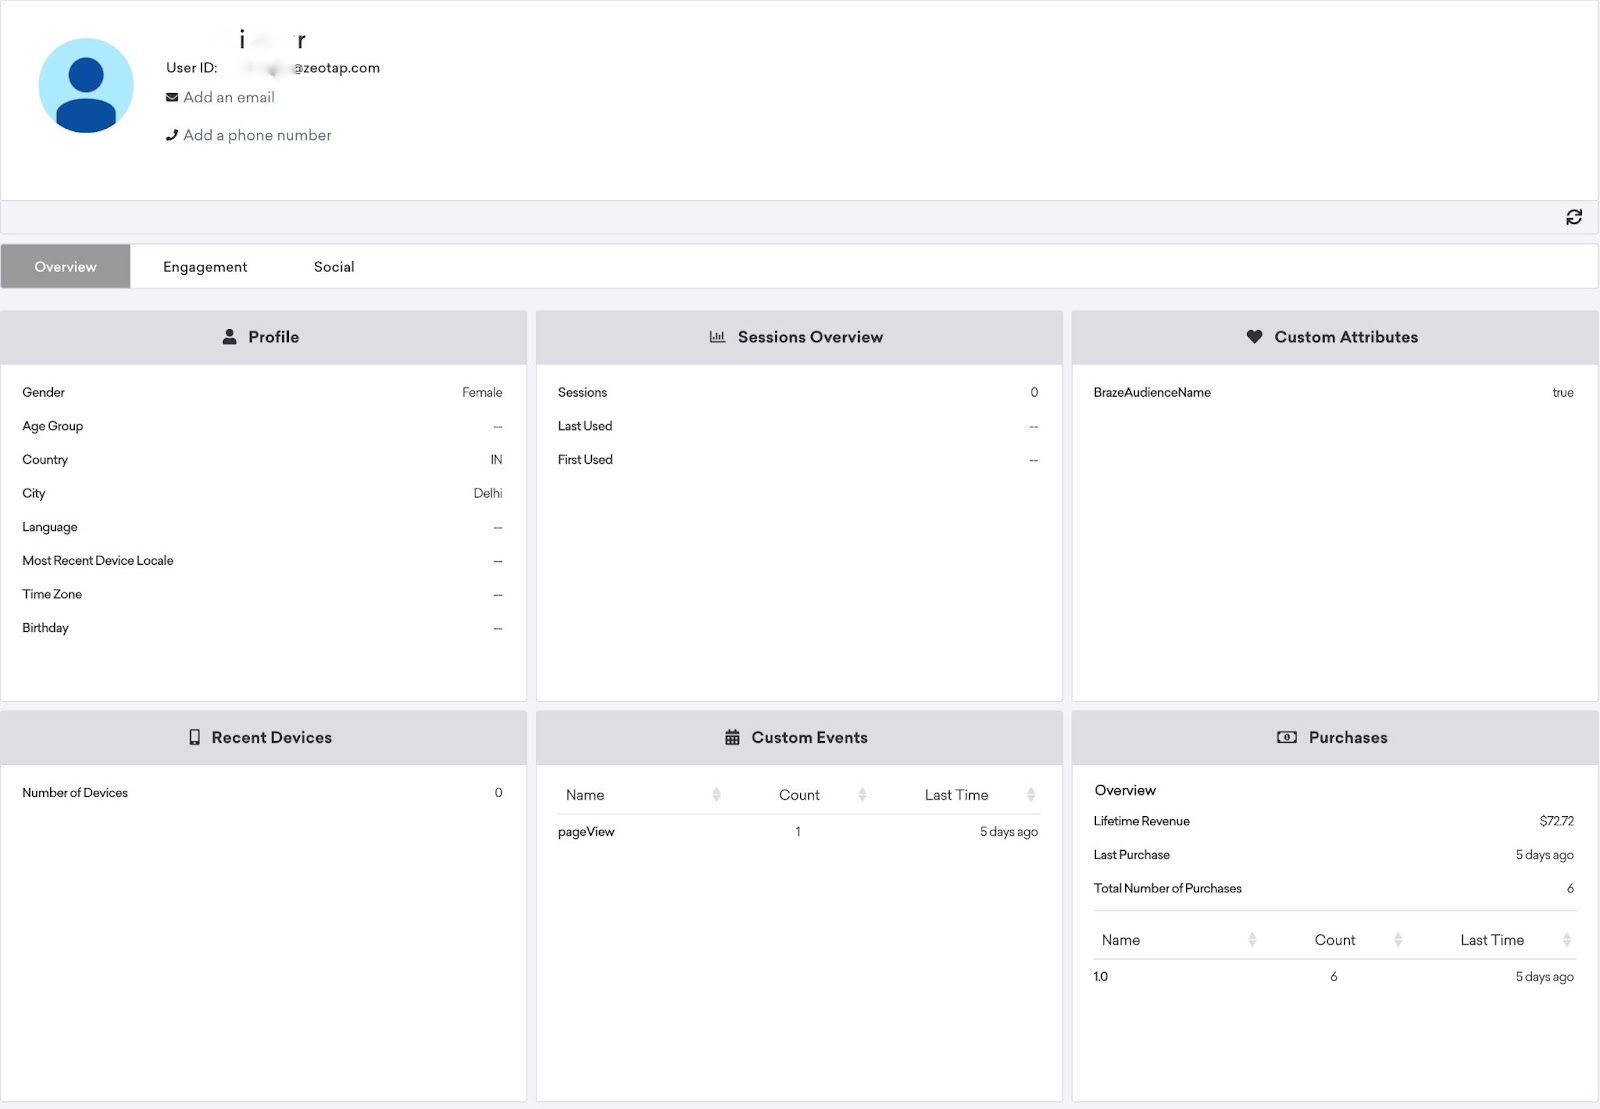 User ID: @zeotap.com
Add an email
Add a phone number
Overview Engagement Social
Profile
Gender Female
Age Group --
Country IN
City Delhi
Language --
Most Recent Device Locale --
Time Zone --
Birthday --
Sessions Overview
Sessions 0
Last Used --
First Used --
Custom Attributes
BrazeAudienceName true
Recent Devices
Number of Devices 0
Custom Events
Name Count Last Time
pageView 1 5 days ago
Purchases
Overview
Lifetime Revenue $72.72
Last Purchase 5 days ago
Total Number of Purchases 6
Name Count Last Time
1.0 6 5 days ago